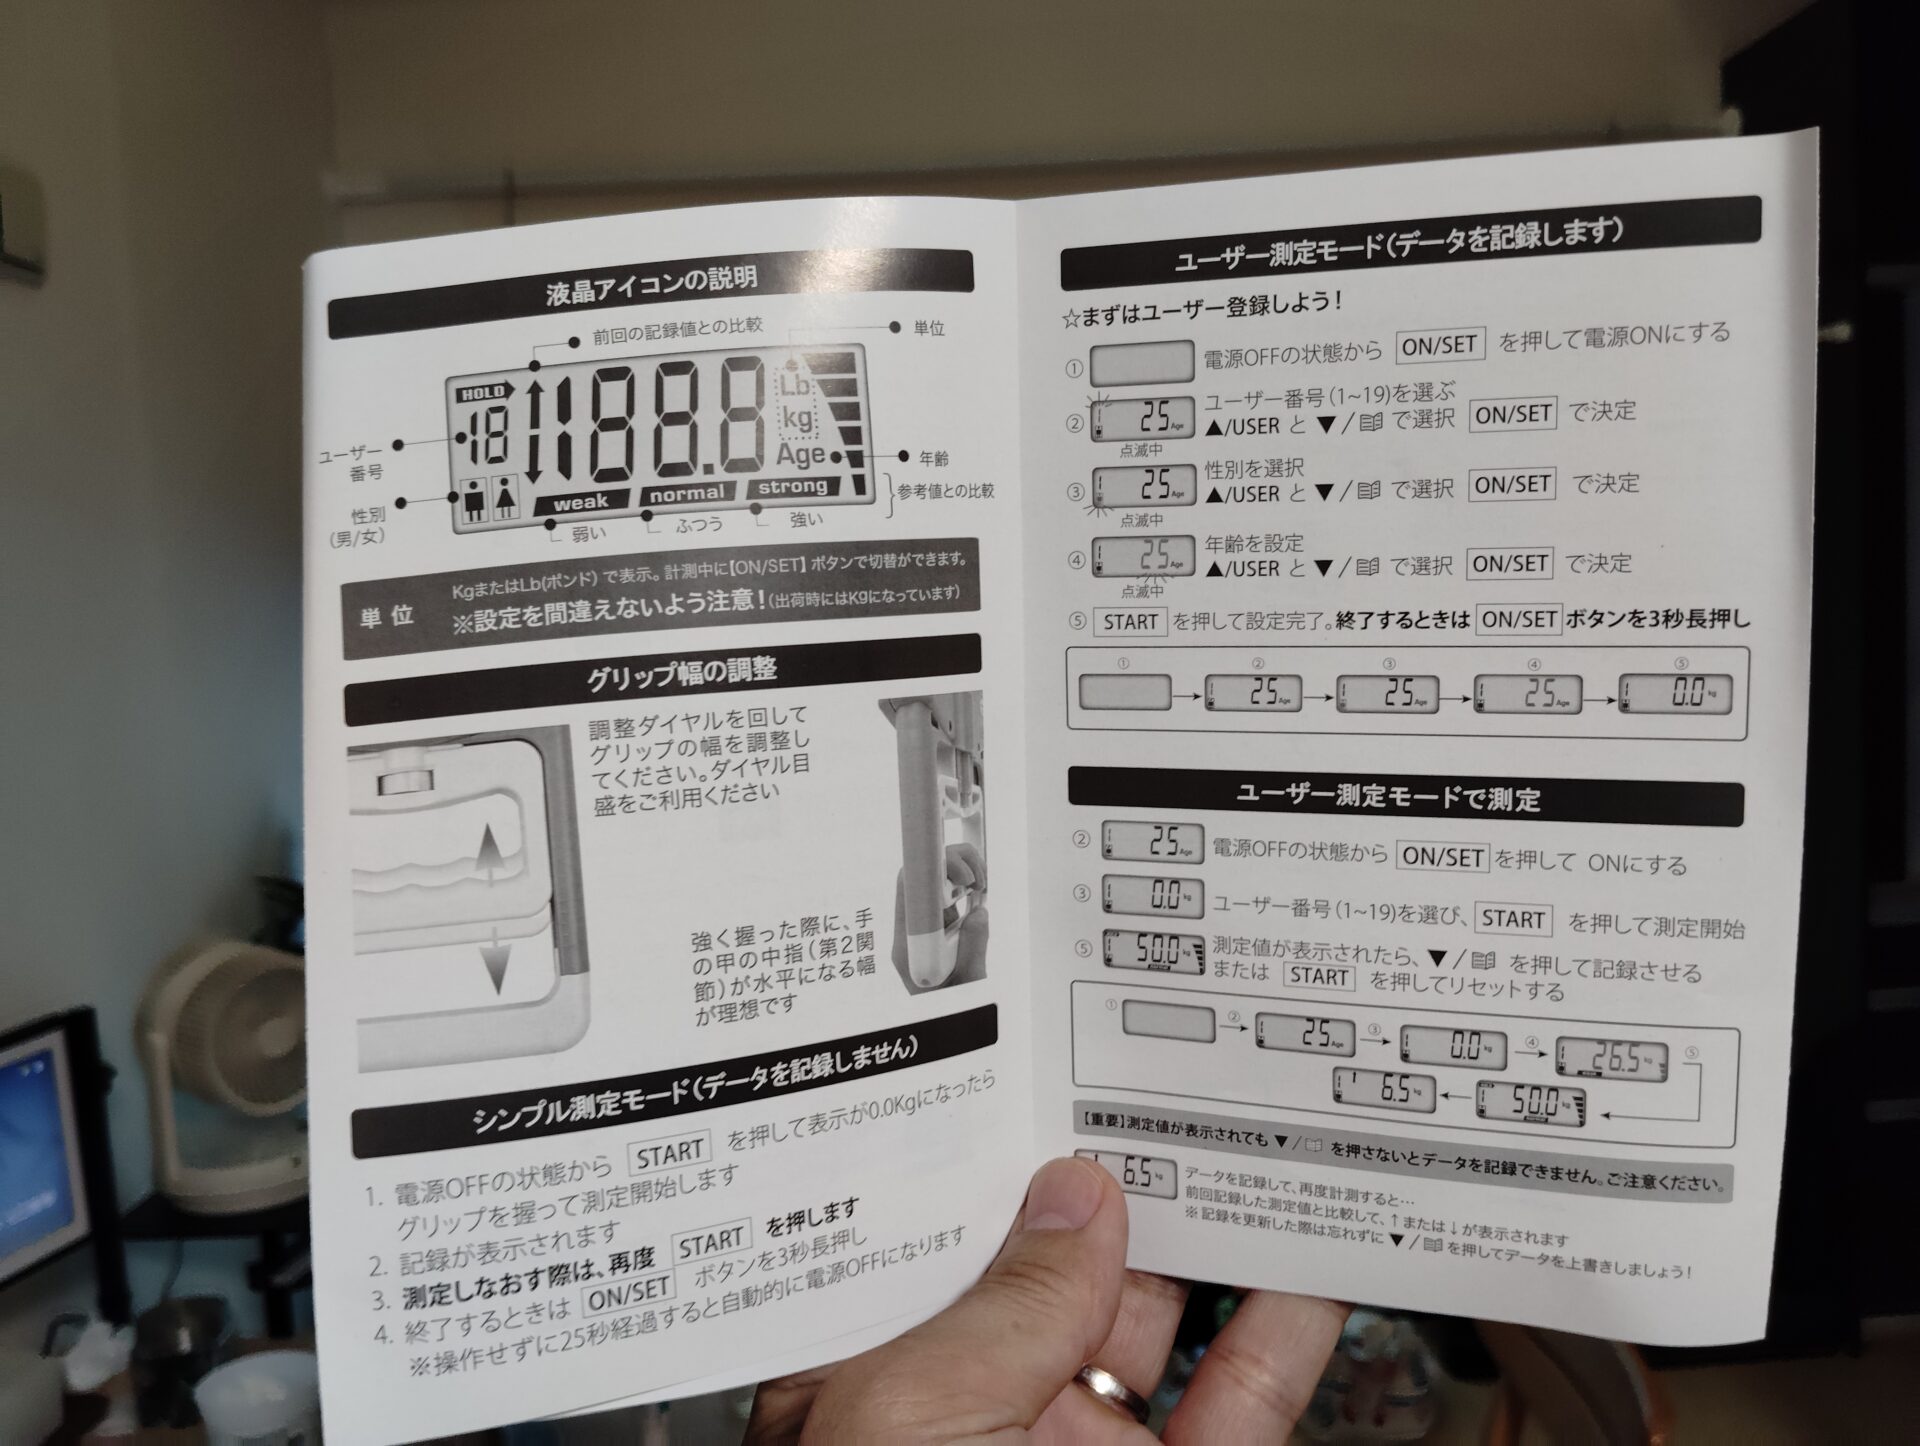 液晶アイコンの説明
前回の記録値との比較
単位
HOLD
18
188.8
Lb
kg
Age
ユーザー
番号
年齢
性別
(男/女)
weak normal strong
参考値との比較
弱い ふつう 強い
単位
KgまたはLb(ポンド)で表示。計測中に【ON/SET】ボタンで切替ができます。
※設定を間違えないよう注意!(出荷時にはKgになっています)
グリップ幅の調整
調整ダイヤルを回して
グリップの幅を調整し
てください。ダイヤル目
盛をご利用ください
強く握った際に、手
の甲の中指(第2関
節)が水平になる幅
が理想です
シンプル測定モード(データを記録しません)
1. 電源OFFの状態から START を押して表示が0.0Kgになったら
グリップを握って測定開始します
2. 記録が表示されます
3. 測定しなおす際は、再度 START を押します
4. 終了するときは ON/SET ボタンを3秒長押し
※操作せずに25秒経過すると自動的に電源OFFになります
ユーザー測定モード(データを記録します)
☆まずはユーザー登録しよう!
① 電源OFFの状態から ON/SET を押して電源ONにする
ユーザー番号(1~19)を選ぶ
② 1 25 Age ▲/USER と ▼/ で選択 ON/SET で決定
点滅中
性別を選択
③ 1 25 Age ▲/USER と ▼/ で選択 ON/SET で決定
点滅中
年齢を設定
④ 1 25 Age ▲/USER と ▼/ で選択 ON/SET で決定
点滅中
⑤ START を押して設定完了。終了するときは ON/SET ボタンを3秒長押し
① ② ③ ④ ⑤
→ 1 25 Age → 1 25 Age → 1 25 Age → 1 0.0 kg
ユーザー測定モードで測定
② 1 25 Age 電源OFFの状態から ON/SET を押して ONにする
③ 1 0.0 kg ユーザー番号(1~19)を選び、START を押して測定開始
⑤ 1 50.0 kg 測定値が表示されたら、▼/ を押して記録させる
または START を押してリセットする
① ② 1 25 Age ③ 1 0.0 kg ④ 1 26.5 kg ⑤
1 6.5 kg ← 1 50.0 kg
【重要】測定値が表示されても ▼/ を押さないとデータを記録できません。ご注意ください。
6.5 kg
データを記録して、再度計測すると…
前回記録した測定値と比較して、↑または↓が表示されます
※記録を更新した際は忘れずに ▼/ を押してデータを上書きしましょう!